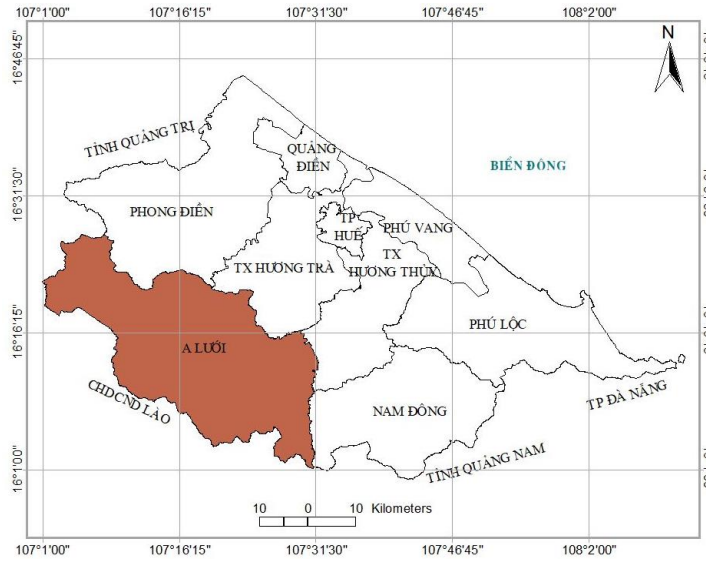 107°1'00" 107°16'15" 107°31'30" 107°46'45" 108°2'00"
N
16°46'45"
TỈNH QUẢNG TRỊ
QUẢNG
ĐIỀN
BIỂN ĐÔNG
16°31'30"
PHONG ĐIỀN
TP
HUẾ
PHÚ VANG
TX
HƯƠNG THỦY
TX HƯƠNG TRÀ
16°16'15"
PHÚ LỘC
A LƯỚI
CHDCND LÀO
NAM ĐÔNG
TP ĐÀ NẴNG
TỈNH QUẢNG NAM
16°1'00"
10 0 10 Kilometers
107°1'00" 107°16'15" 107°31'30" 107°46'45" 108°2'00"